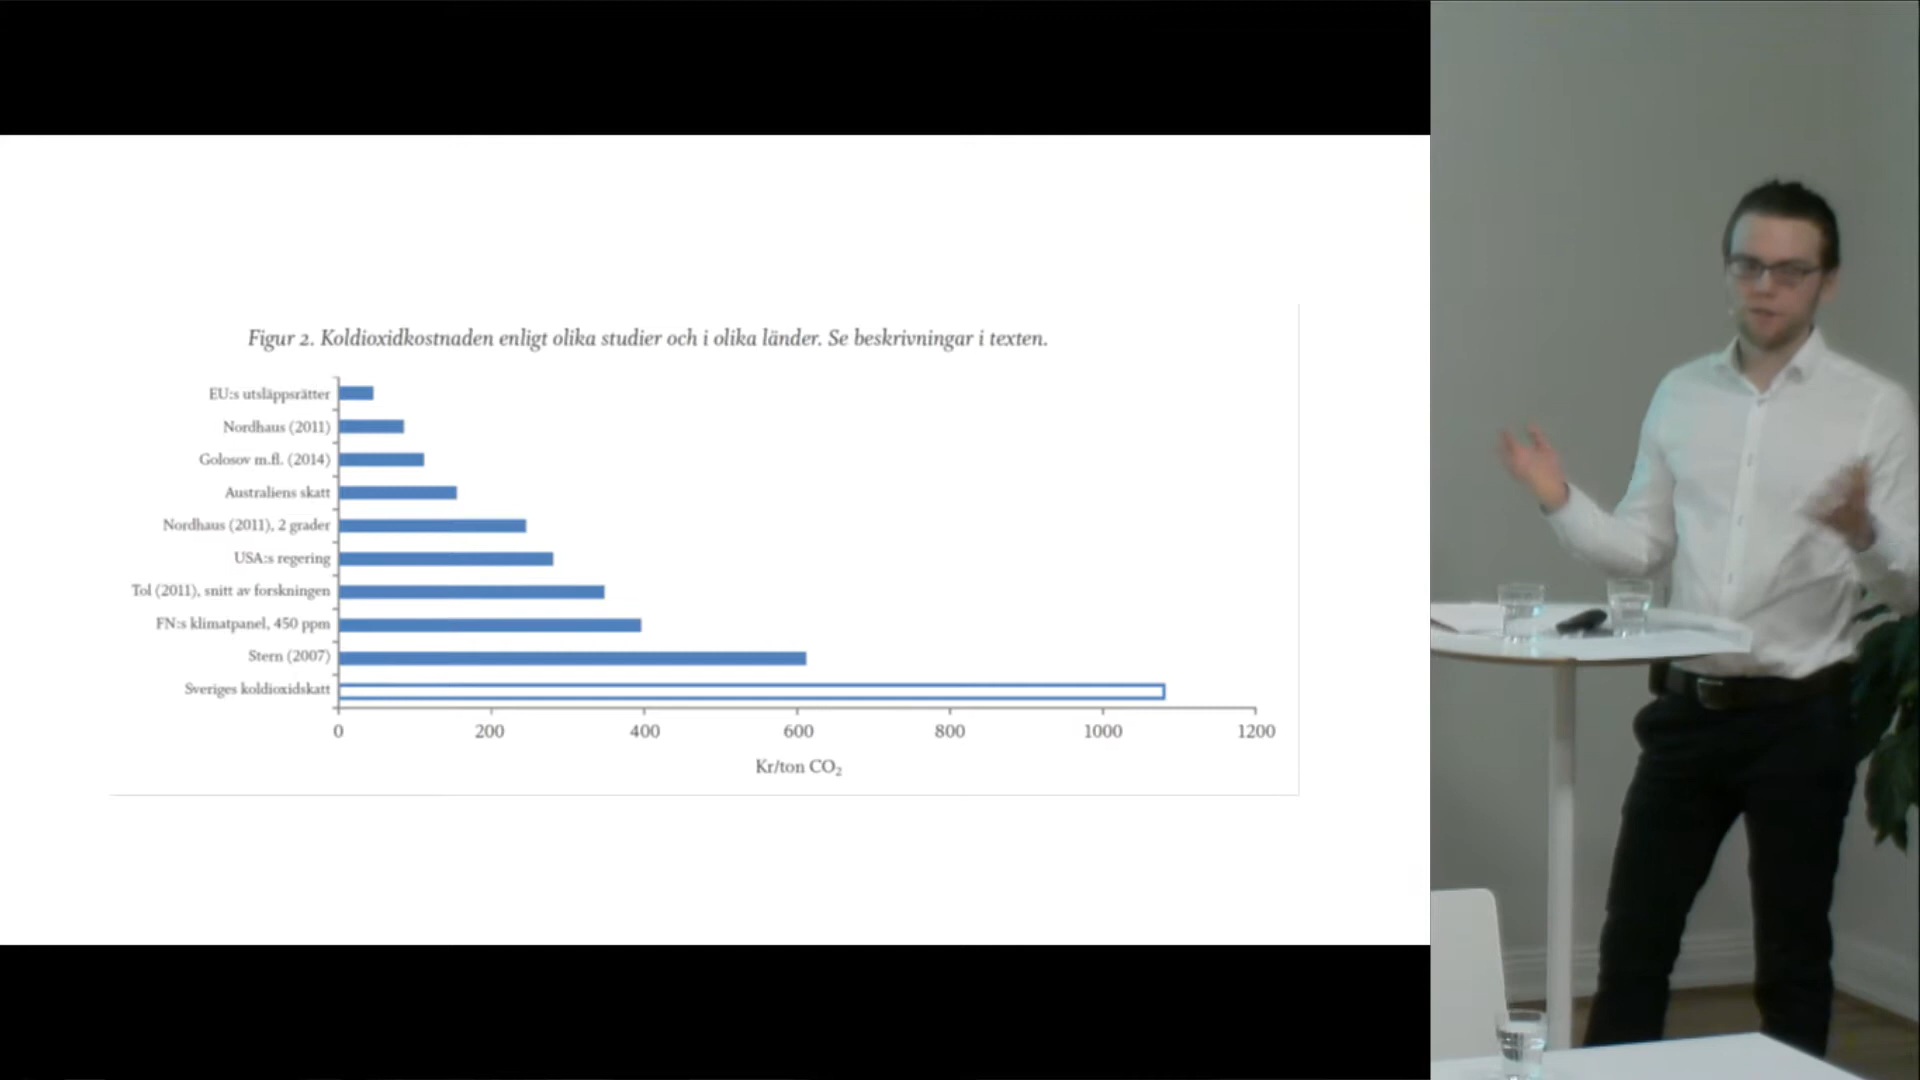 Figur 2. Koldioxidkostnaden enligt olika studier och i olika länder. Se beskrivningar i texten.
EU:s utsläppsrätter
Nordhaus (2011)
Golosov m.fl. (2014)
Australiens skatt
Nordhaus (2011), 2 grader
USA:s regering
Tol (2011), snitt av forskningen
FN:s klimatpanel, 450 ppm
Stern (2007)
Sveriges koldioxidskatt
0 200 400 600 800 1000 1200
Kr/ton CO₂